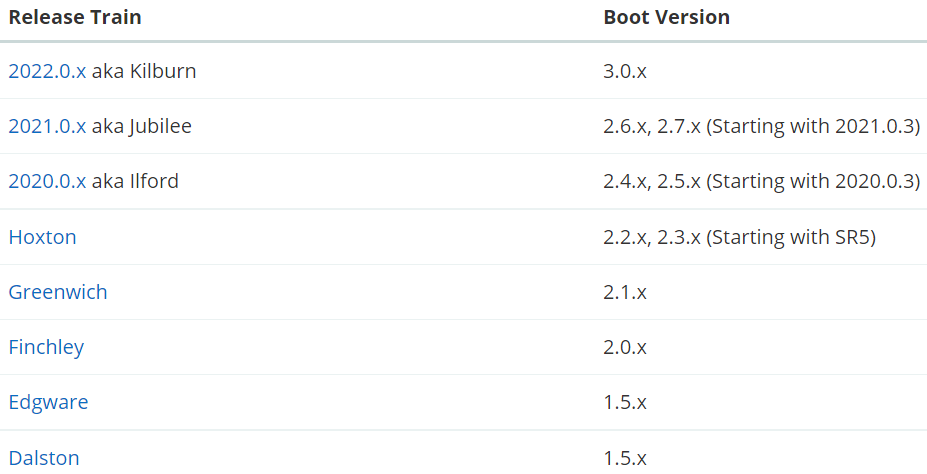 Release Train Boot Version
2022.0.x aka Kilburn 3.0.x
2021.0.x aka Jubilee 2.6.x, 2.7.x (Starting with 2021.0.3)
2020.0.x aka Ilford 2.4.x, 2.5.x (Starting with 2020.0.3)
Hoxton 2.2.x, 2.3.x (Starting with SR5)
Greenwich 2.1.x
Finchley 2.0.x
Edgware 1.5.x
Dalston 1.5.x